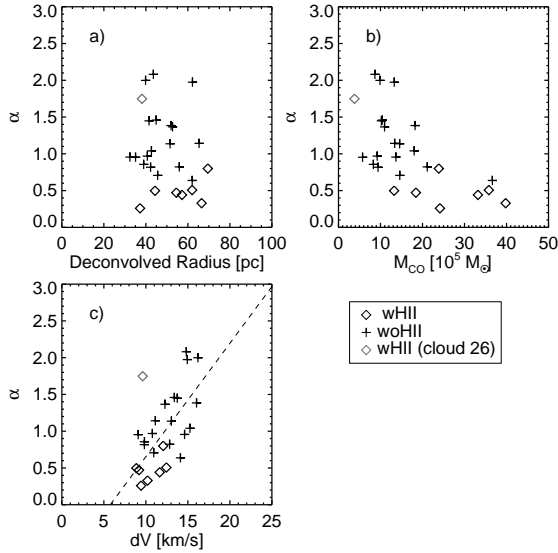 3.0
2.5
2.0
1.5
1.0
0.5
0.0
α
a)
0 20 40 60 80 100
Deconvolved Radius [pc]
3.0
2.5
2.0
1.5
1.0
0.5
0.0
α
b)
0 10 20 30 40 50
M_CO [10^5 M_⊙]
3.0
2.5
2.0
1.5
1.0
0.5
0.0
α
c)
0 5 10 15 20 25
dV [km/s]
wHII
woHII
wHII (cloud 26)